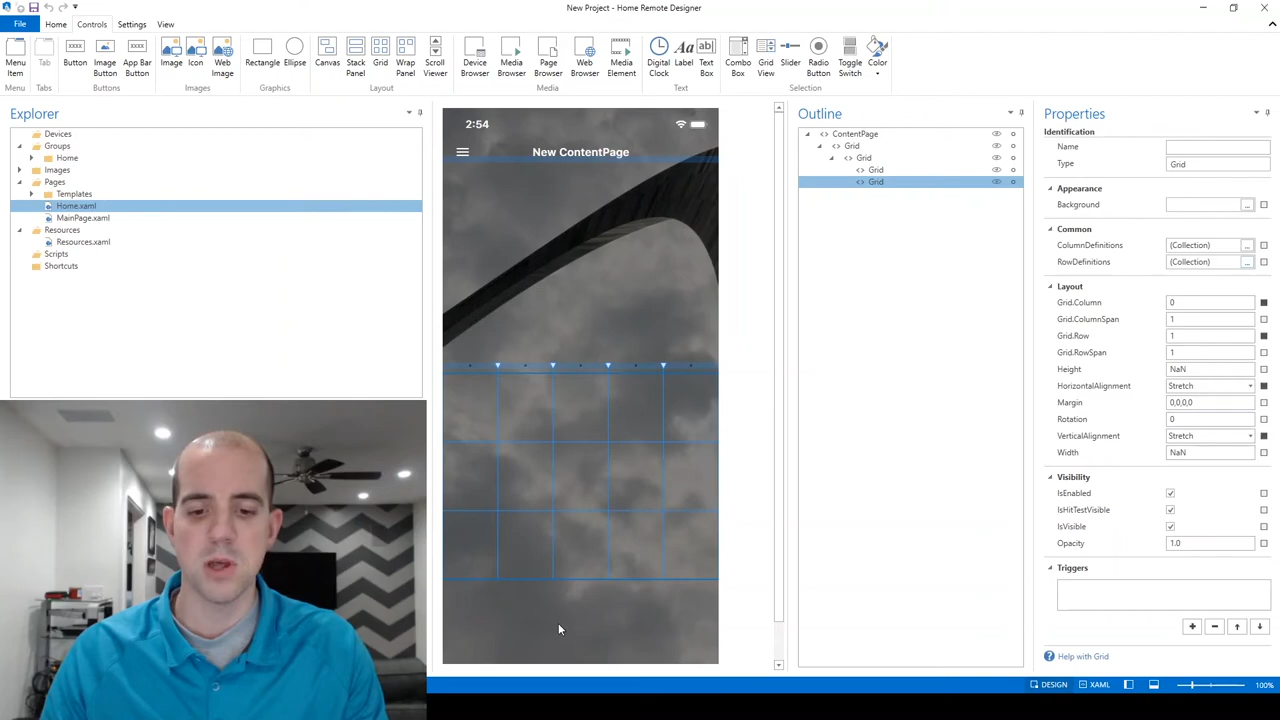 New Project - Home Remote Designer
File Home Controls Settings View
Menu Item
Tab
Button
Image Button
App Bar Button
Image
Icon
Web Image
Rectangle
Ellipse
Canvas
Stack Panel
Grid
Wrap Panel
Scroll Viewer
Device Browser
Media Browser
Page Browser
Web Browser
Media Element
Digital Clock
Label
Text Box
Combo Box
Grid View
Slider
Radio Button
Toggle Switch
Color
Menu Tabs Buttons Images Graphics Layout Media Text Selection
Explorer
Devices
Groups
Home
Images
Pages
Templates
Home.xaml
MainPage.xaml
Resources
Resources.xaml
Scripts
Shortcuts
2:54
New ContentPage
Outline
ContentPage
Grid
Grid
Grid
Grid
Properties
Identification
Name
Type Grid
Appearance
Background ...
Common
ColumnDefinitions (Collection) ...
RowDefinitions (Collection) ...
Layout
Grid.Column 0
Grid.ColumnSpan 1
Grid.Row 1
Grid.RowSpan 1
Height NaN
HorizontalAlignment Stretch
Margin 0,0,0,0
Rotation 0
VerticalAlignment Stretch
Width NaN
Visibility
IsEnabled
IsHitTestVisible
IsVisible
Opacity 1.0
Triggers
Help with Grid
DESIGN XAML 100%